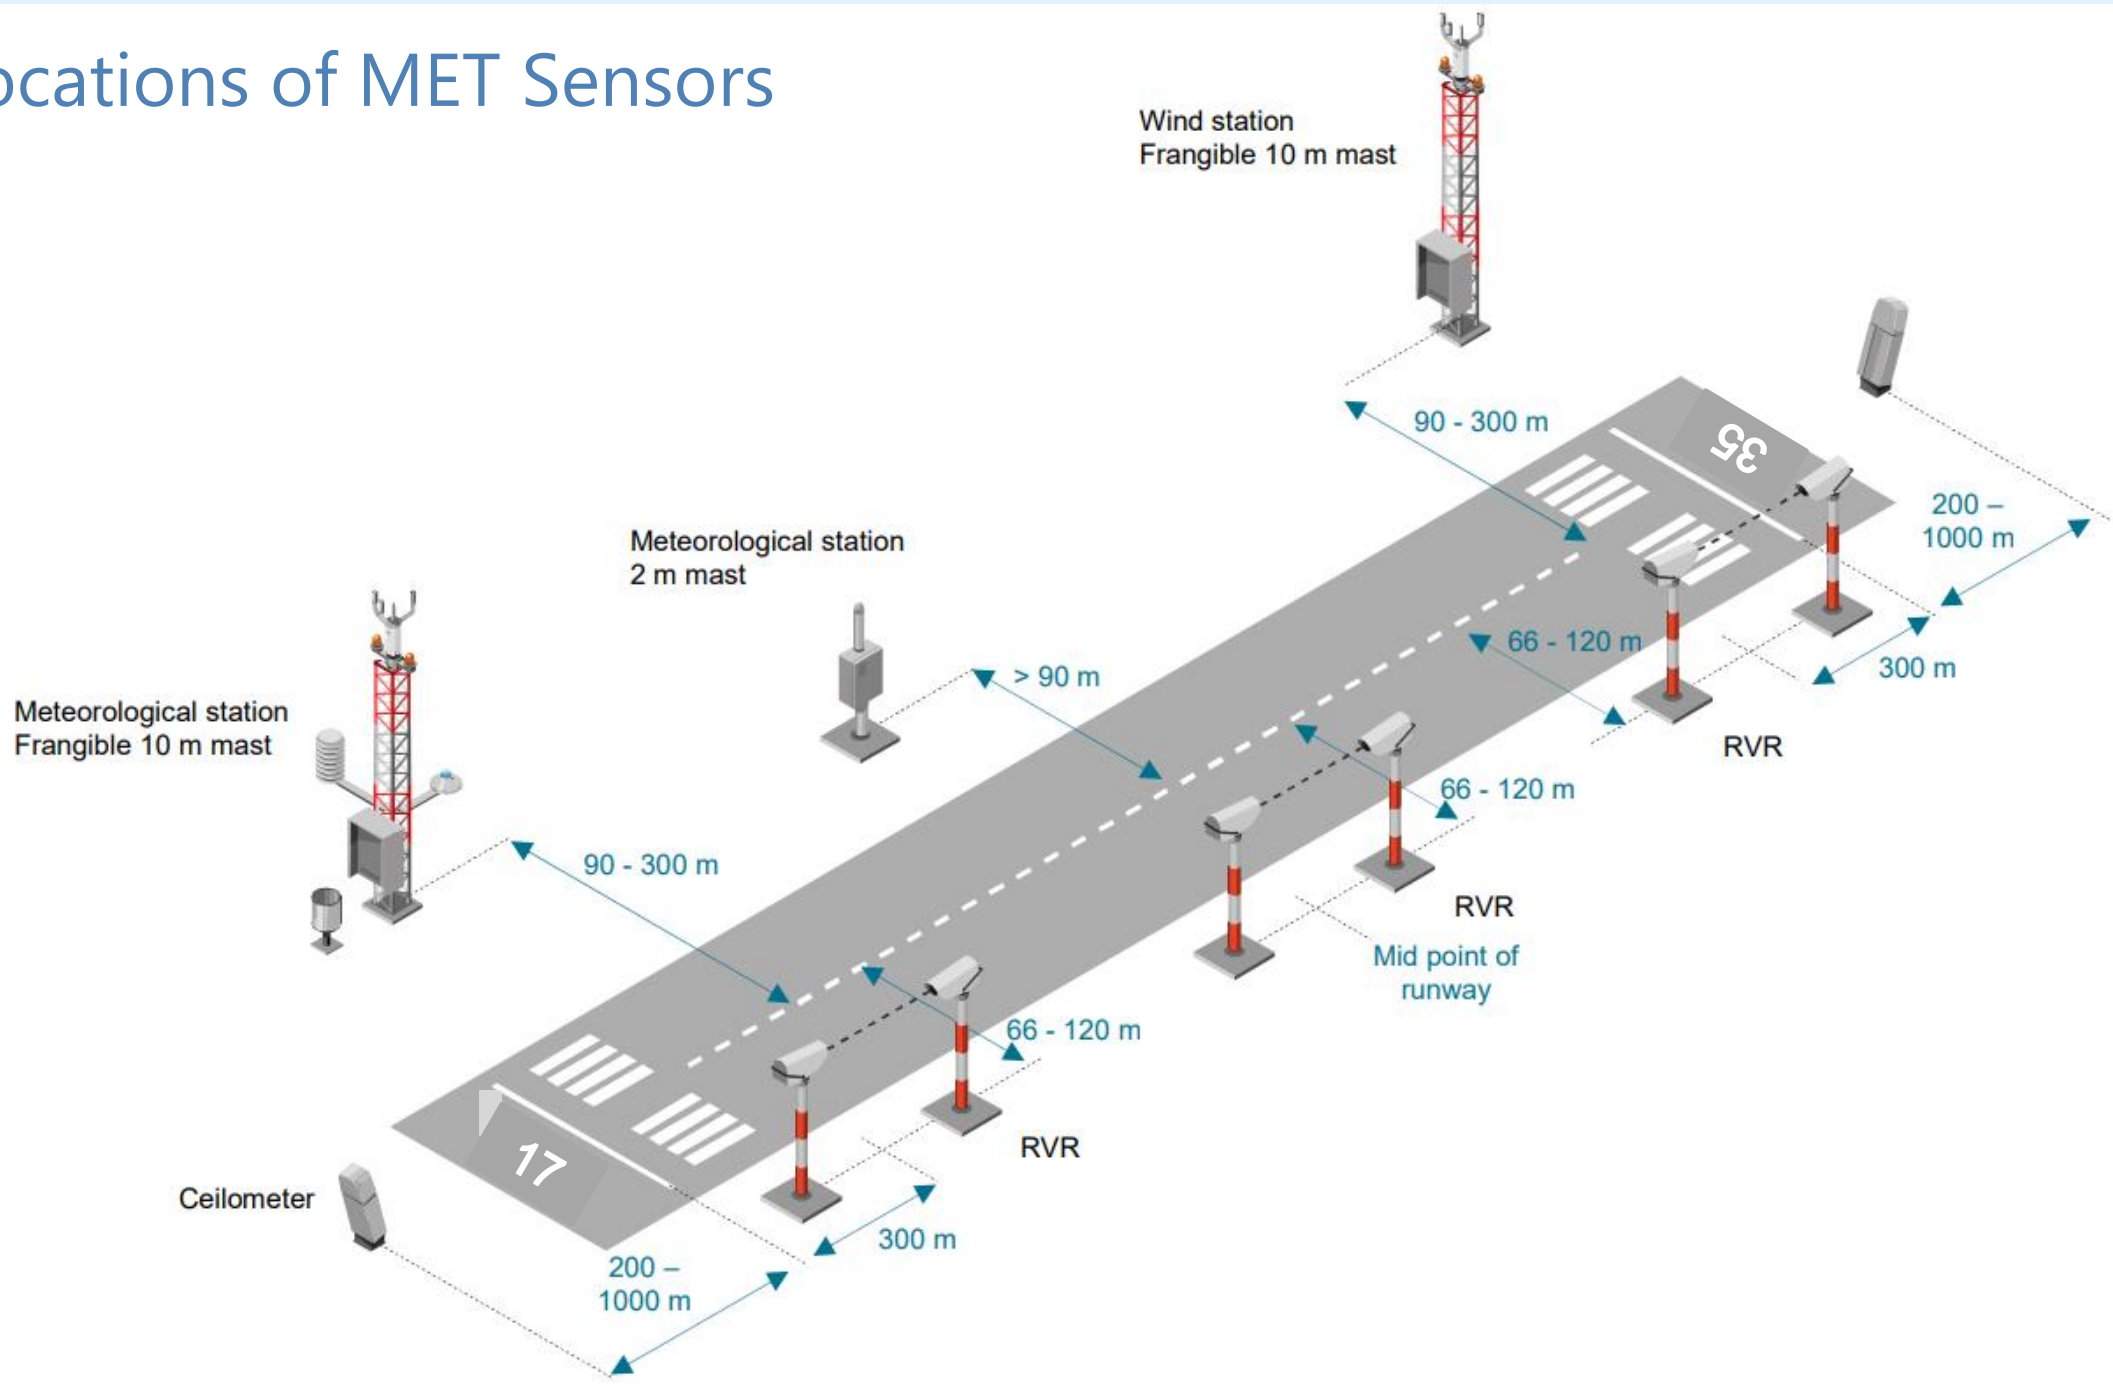 ocations of MET Sensors
Wind station
Frangible 10 m mast
90 - 300 m
35
200 –
1000 m
Meteorological station
2 m mast
> 90 m
66 - 120 m
300 m
RVR
Meteorological station
Frangible 10 m mast
90 - 300 m
66 - 120 m
RVR
Mid point of
runway
66 - 120 m
RVR
17
Ceilometer
300 m
200 –
1000 m